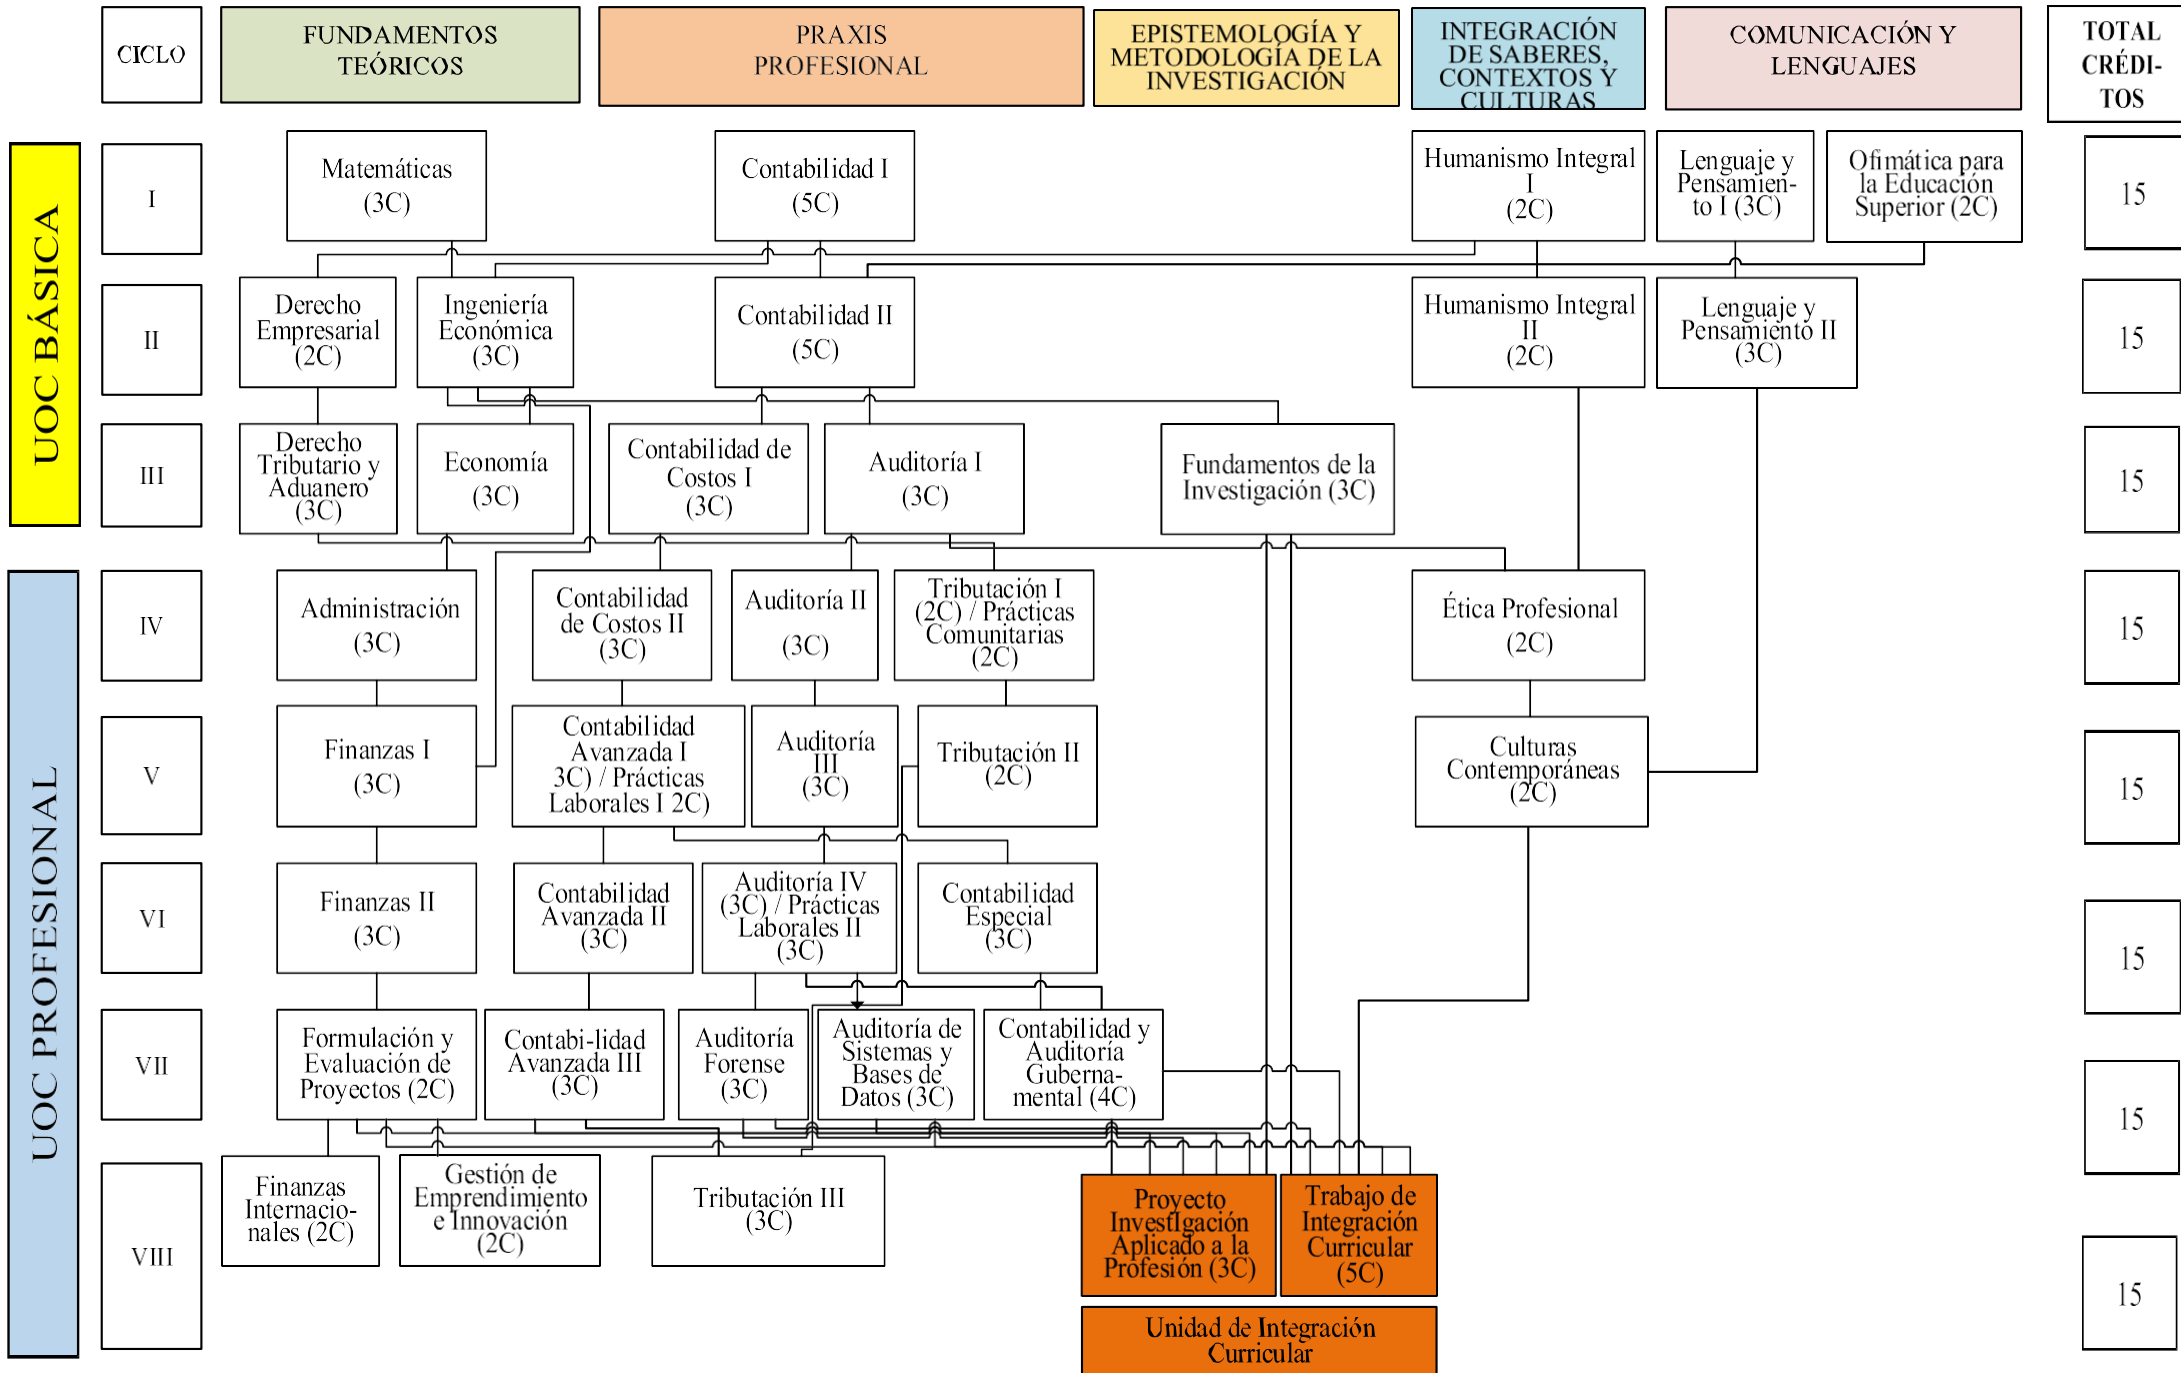 CICLO
FUNDAMENTOS
TEÓRICOS
PRAXIS
PROFESIONAL
EPISTEMOLOGÍA Y
METODOLOGÍA DE LA
INVESTIGACIÓN
INTEGRACIÓN
DE SABERES,
CONTEXTOS Y
CULTURAS
COMUNICACIÓN Y
LENGUAJES
TOTAL
CRÉDI-
TOS
UOC BÁSICA
I
Matemáticas
(3C)
Contabilidad I
(5C)
Humanismo Integral
I
(2C)
Lenguaje y
Pensamien-
to I (3C)
Ofimática para
la Educación
Superior (2C)
15
II
Derecho
Empresarial
(2C)
Ingeniería
Económica
(3C)
Contabilidad II
(5C)
Humanismo Integral
II
(2C)
Lenguaje y
Pensamiento II
(3C)
15
III
Derecho
Tributario y
Aduanero
(3C)
Economía
(3C)
Contabilidad de
Costos I
(3C)
Auditoría I
(3C)
Fundamentos de la
Investigación (3C)
15
UOC PROFESIONAL
IV
Administración
(3C)
Contabilidad
de Costos II
(3C)
Auditoría II
(3C)
Tributación I
(2C) / Prácticas
Comunitarias
(2C)
Ética Profesional
(2C)
15
V
Finanzas I
(3C)
Contabilidad
Avanzada I
3C) / Prácticas
Laborales I 2C)
Auditoría
III
(3C)
Tributación II
(2C)
Culturas
Contemporáneas
(2C)
15
VI
Finanzas II
(3C)
Contabilidad
Avanzada II
(3C)
Auditoría IV
(3C) / Prácticas
Laborales II
(3C)
Contabilidad
Especial
(3C)
15
VII
Formulación y
Evaluación de
Proyectos (2C)
Contabi-lidad
Avanzada III
(3C)
Auditoría
Forense
(3C)
Auditoría de
Sistemas y
Bases de
Datos (3C)
Contabilidad y
Auditoría
Guberna-
mental (4C)
15
VIII
Finanzas
Internacio-
nales (2C)
Gestión de
Emprendimiento
e Innovación
(2C)
Tributación III
(3C)
Proyecto
InvestIgación
Aplicado a la
Profesión (3C)
Trabajo de
Integración
Curricular
(5C)
15
Unidad de Integración
Curricular